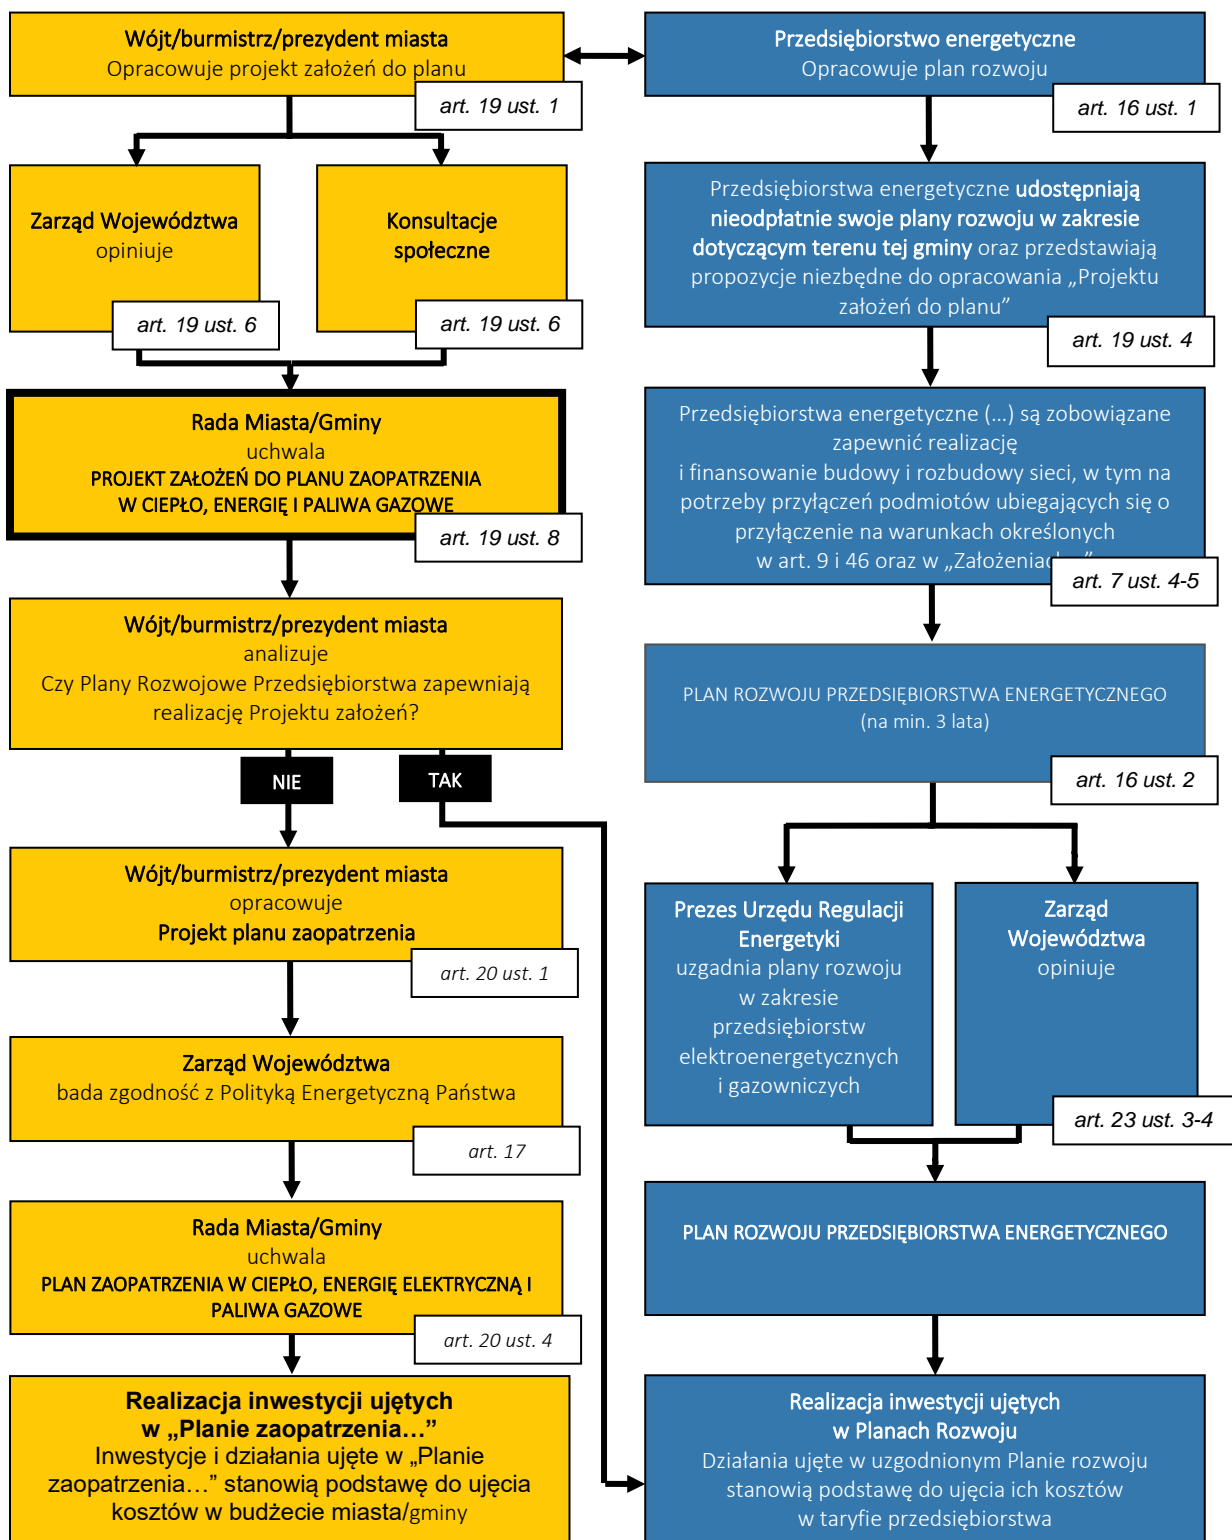 Wójt/burmistrz/prezydent miasta
Opracowuje projekt założeń do planu
art. 19 ust. 1
Zarząd Województwa
opiniuje
art. 19 ust. 6
Konsultacje
społeczne
art. 19 ust. 6
Rada Miasta/Gminy
uchwala
PROJEKT ZAŁOŻEŃ DO PLANU ZAOPATRZENIA
W CIEPŁO, ENERGIĘ I PALIWA GAZOWE
art. 19 ust. 8
Wójt/burmistrz/prezydent miasta
analizuje
Czy Plany Rozwojowe Przedsiębiorstwa zapewniają
realizację Projektu założeń?
NIE
TAK
Wójt/burmistrz/prezydent miasta
opracowuje
Projekt planu zaopatrzenia
art. 20 ust. 1
Zarząd Województwa
bada zgodność z Polityką Energetyczną Państwa
art. 17
Rada Miasta/Gminy
uchwala
PLAN ZAOPATRZENIA W CIEPŁO, ENERGIĘ ELEKTRYCZNĄ I
PALIWA GAZOWE
art. 20 ust. 4
Realizacja inwestycji ujętych
w „Planie zaopatrzenia…”
Inwestycje i działania ujęte w „Planie
zaopatrzenia…” stanowią podstawę do ujęcia
kosztów w budżecie miasta/gminy
Przedsiębiorstwo energetyczne
Opracowuje plan rozwoju
art. 16 ust. 1
Przedsiębiorstwa energetyczne udostępniają
nieodpłatnie swoje plany rozwoju w zakresie
dotyczącym terenu tej gminy oraz przedstawiają
propozycje niezbędne do opracowania „Projektu
założeń do planu”
art. 19 ust. 4
Przedsiębiorstwa energetyczne (…) są zobowiązane
zapewnić realizację
i finansowanie budowy i rozbudowy sieci, w tym na
potrzeby przyłączeń podmiotów ubiegających się o
przyłączenie na warunkach określonych
w art. 9 i 46 oraz w
art. 7 ust. 4-5
PLAN ROZWOJU PRZEDSIĘBIORSTWA ENERGETYCZNEGO
(na min. 3 lata)
art. 16 ust. 2
Prezes Urzędu Regulacji
Energetyki
uzgadnia plany rozwoju
w zakresie
przedsiębiorstw
elektroenergetycznych
i gazowniczych
Zarząd
Województwa
opiniuje
art. 23 ust. 3-4
PLAN ROZWOJU PRZEDSIĘBIORSTWA ENERGETYCZNEGO
Realizacja inwestycji ujętych
w Planach Rozwoju
Działania ujęte w uzgodnionym Planie rozwoju
stanowią podstawę do ujęcia ich kosztów
w taryfie przedsiębiorstwa